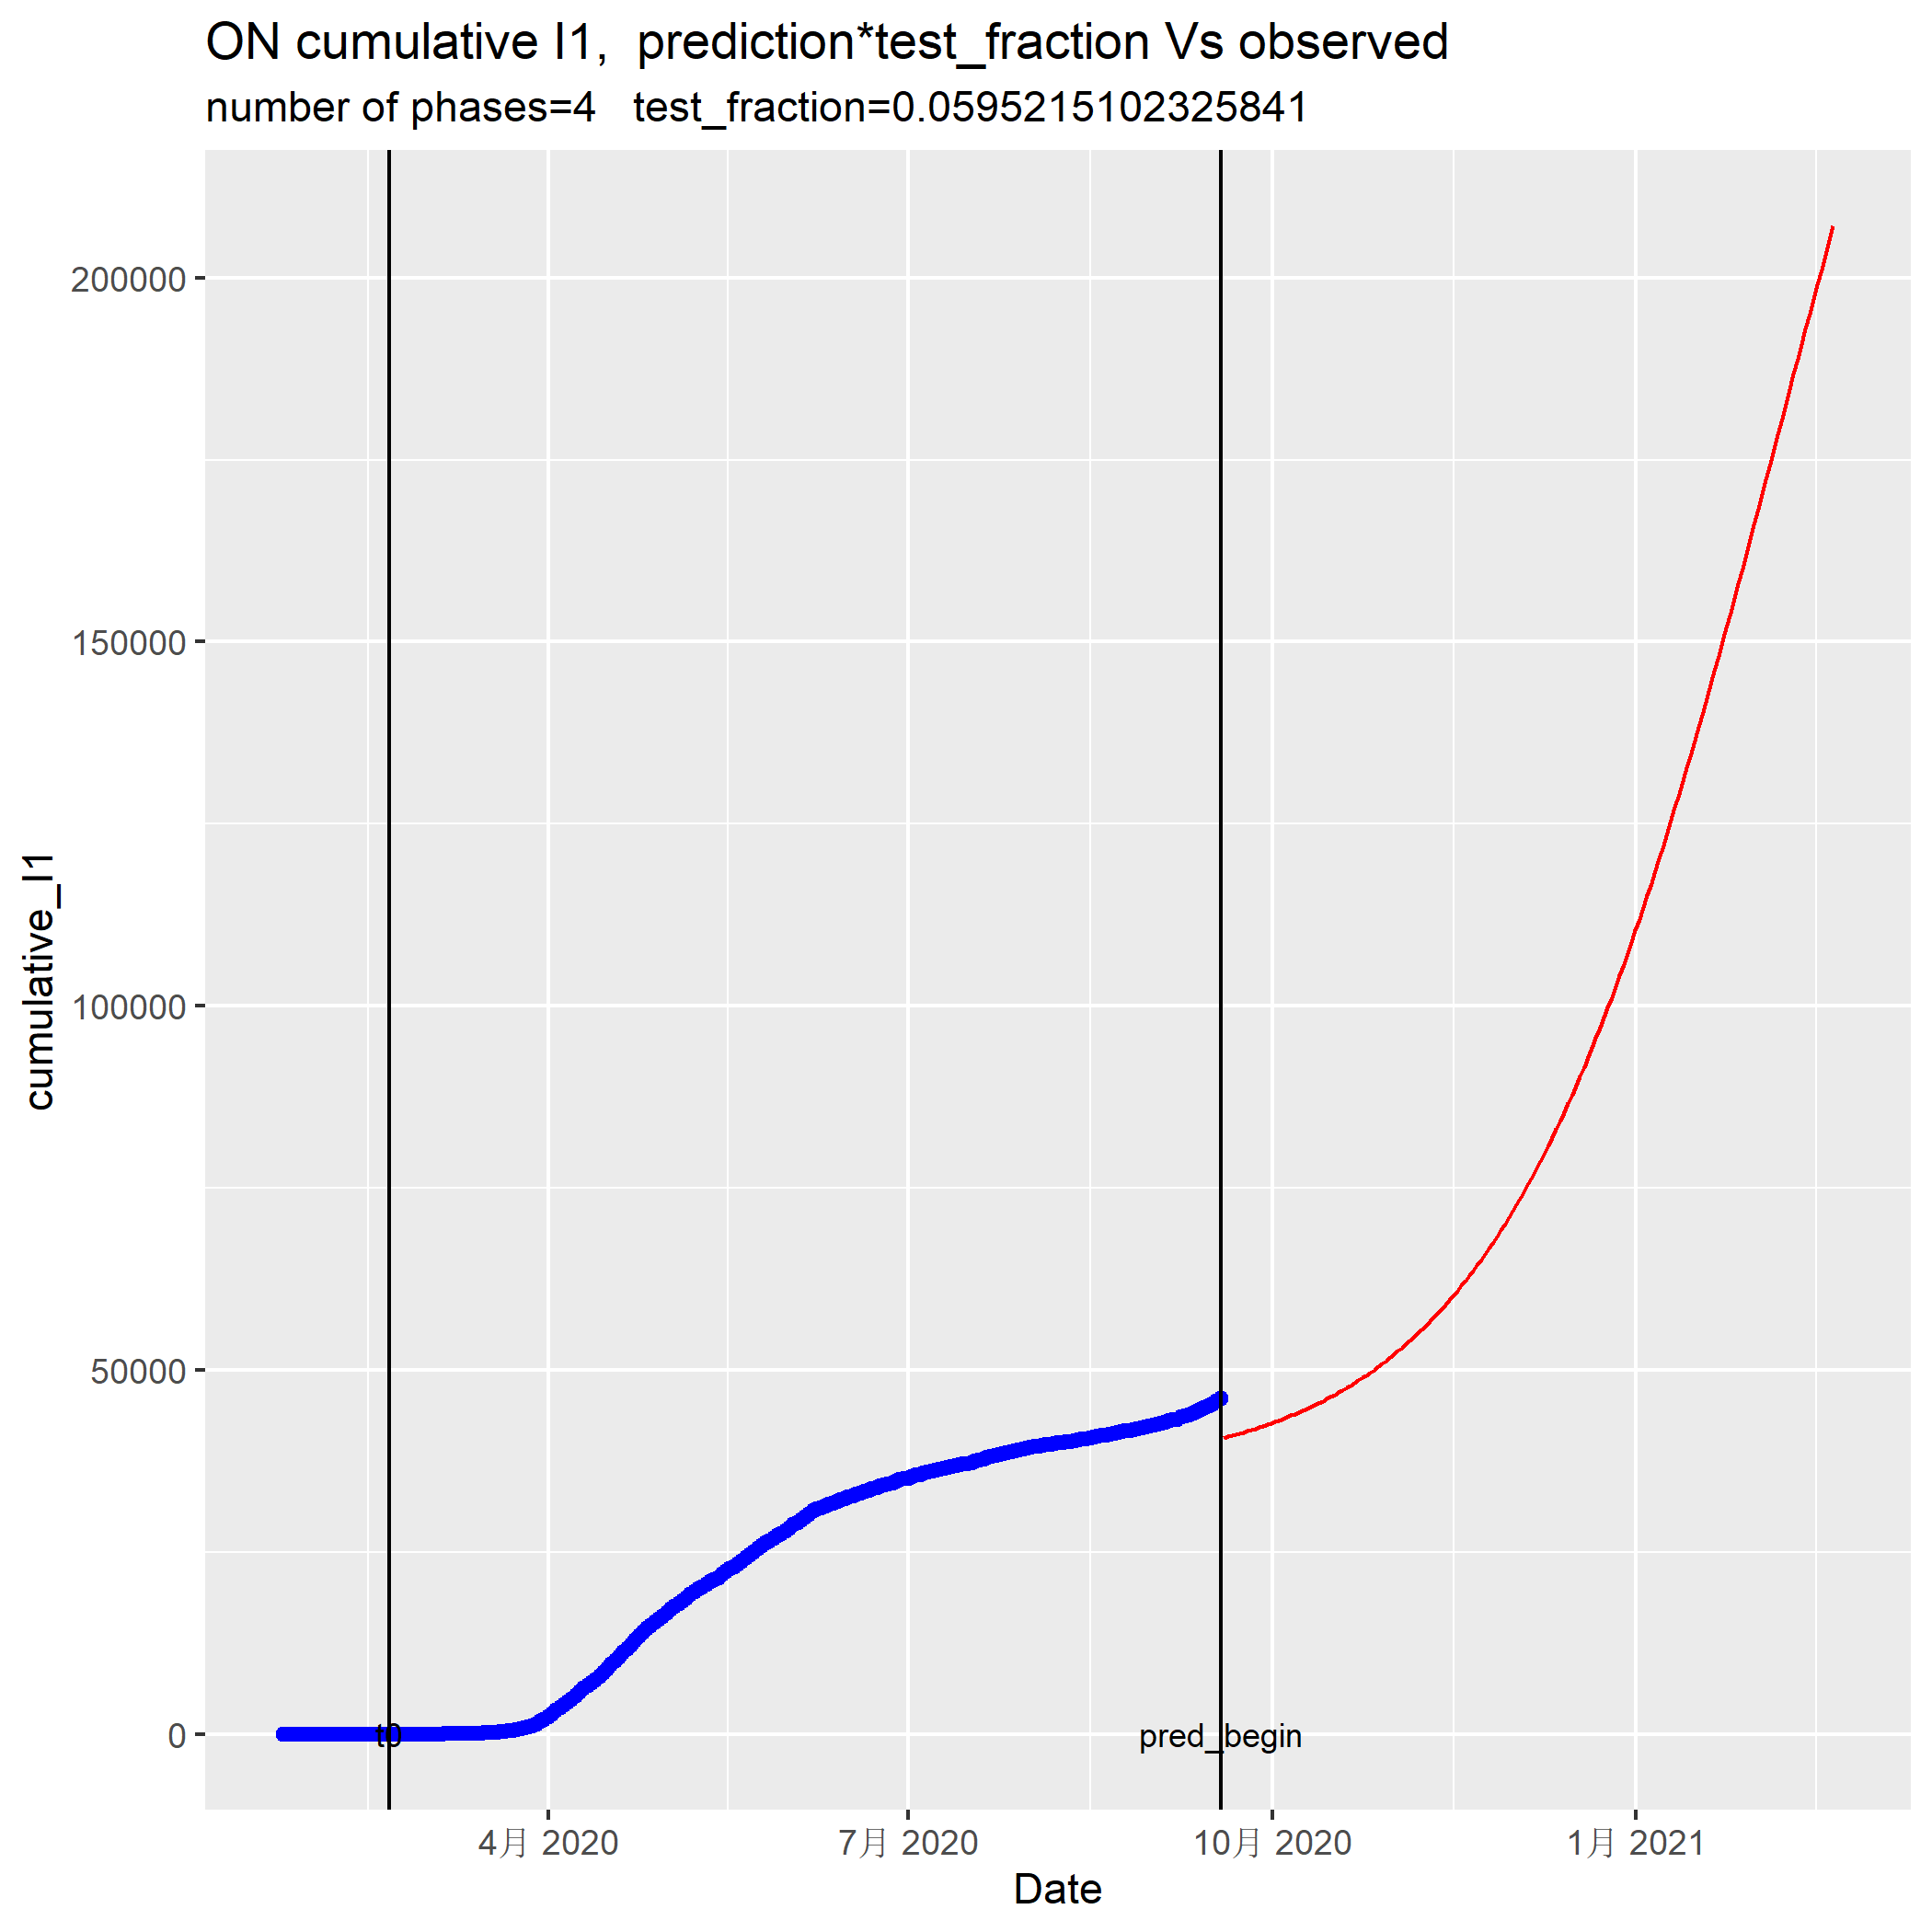 ON cumulative I1,  prediction*test_fraction Vs observed
number of phases=4   test_fraction=0.0595215102325841
200000
150000
100000
50000
0
cumulative_I1
t0
pred_begin
4月 2020
7月 2020
10月 2020
1月 2021
Date